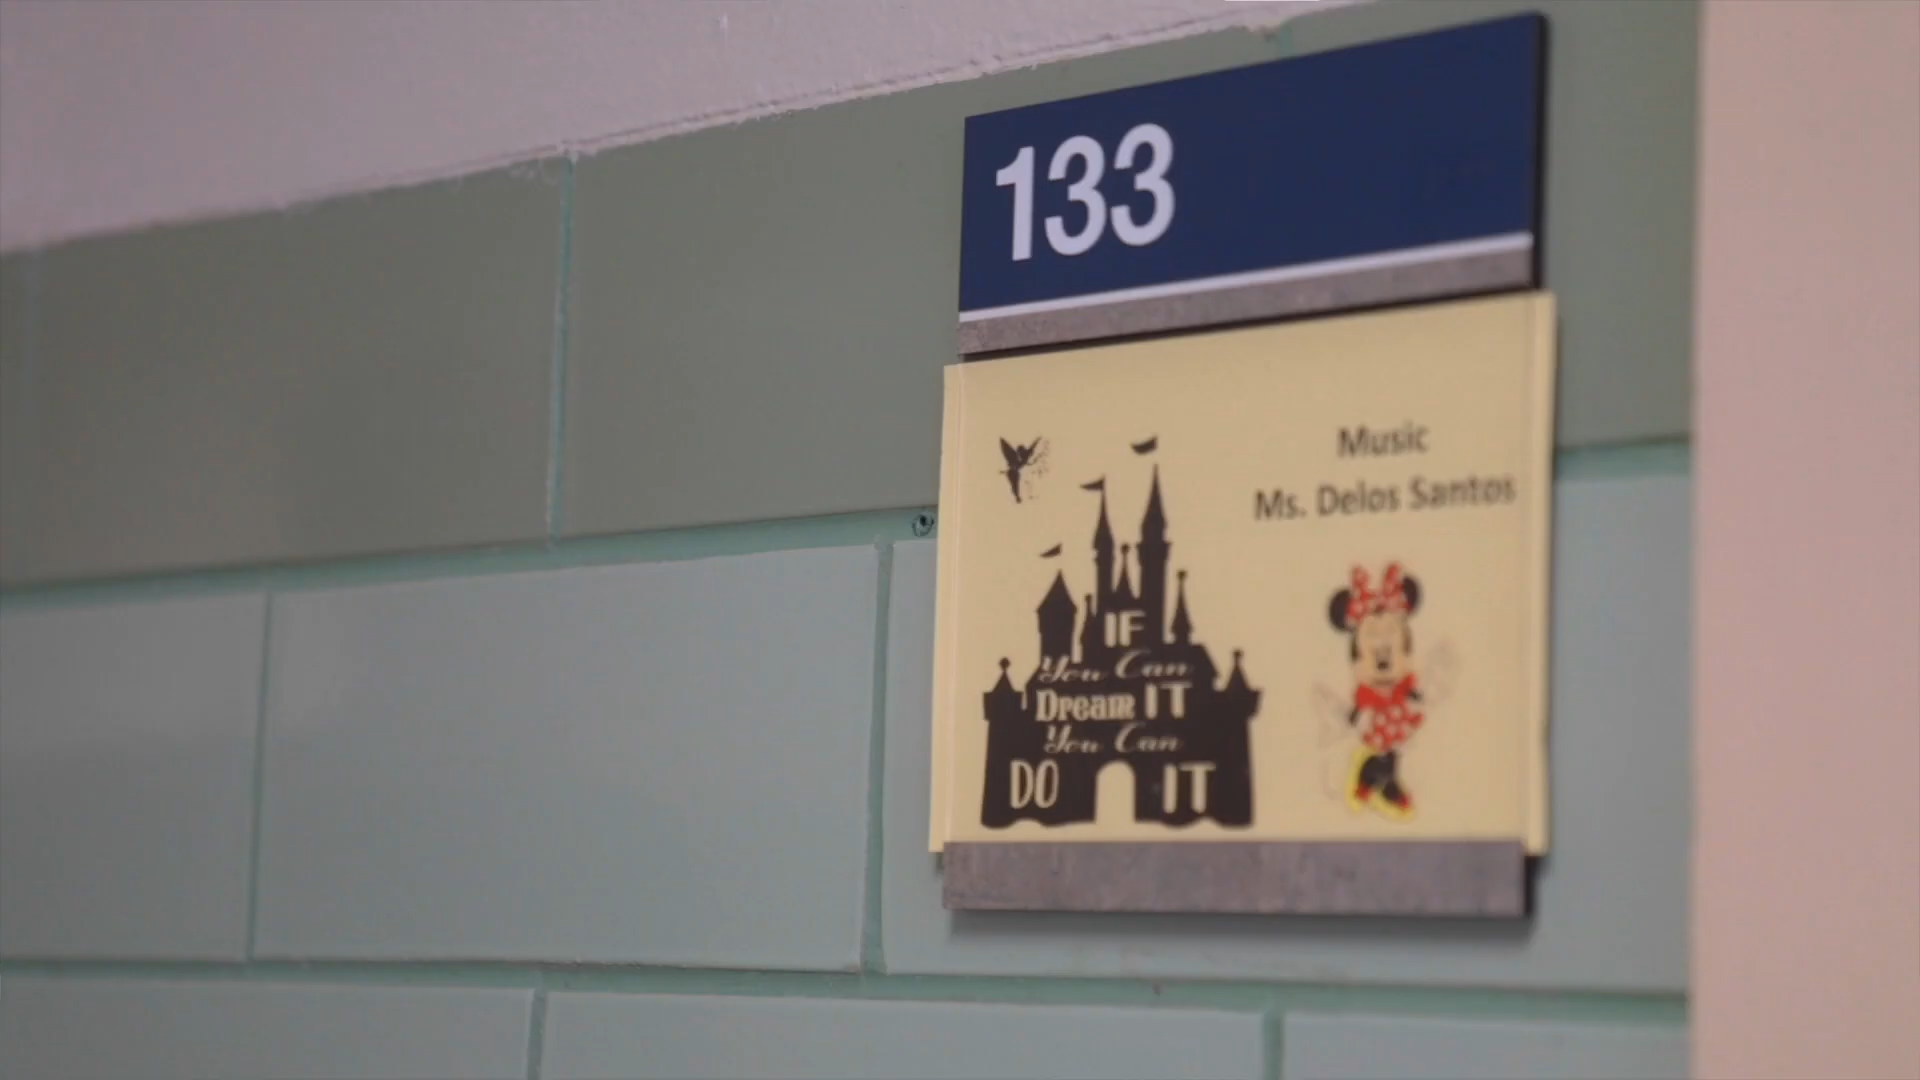 133
Music
Ms. Delos Santos
IF
You Can
Dream IT
You Can
DO IT